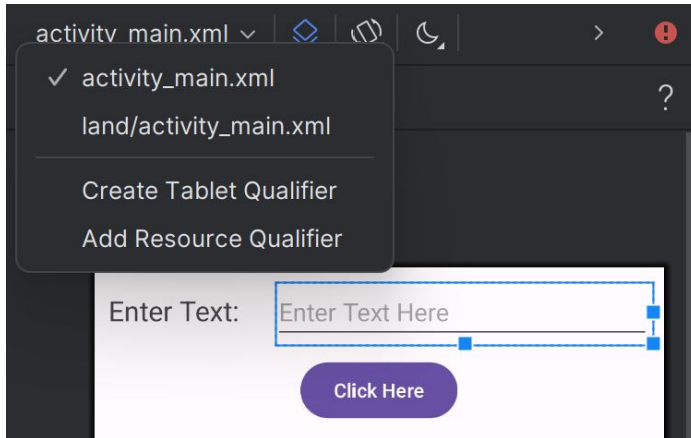 activity_main.xml
activity_main.xml
land/activity_main.xml
?
Create Tablet Qualifier
Add Resource Qualifier
Enter Text: Enter Text Here
Click Here